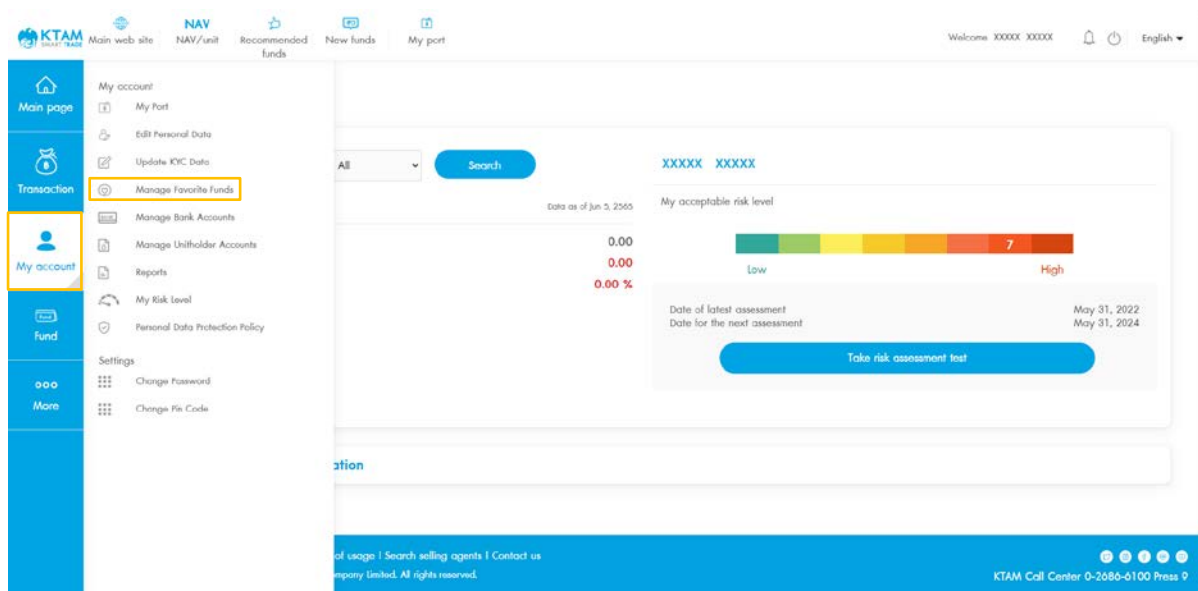 KTAM
SMART TRADE
Main web site
NAV
NAV/unit
Recommended
funds
New funds
My port
Welcome XXXXX XXXXX
English
Main page
Transaction
My account
Fund
More
My account
My Port
Edit Personal Data
Update KYC Data
Manage Favorite Funds
Manage Bank Accounts
Manage Unitholder Accounts
Reports
My Risk Level
Personal Data Protection Policy
Settings
Change Password
Change Pin Code
All
Search
Data as of Jun 5, 2565
0.00
0.00
0.00 %
XXXXX XXXXX
My acceptable risk level
7
Low
High
Date of latest assessment May 31, 2022
Date for the next assessment May 31, 2024
Take risk assessment test
ation
of usage | Search selling agents | Contact us
ompany Limited. All rights reserved.
KTAM Call Center 0-2686-6100 Press 9